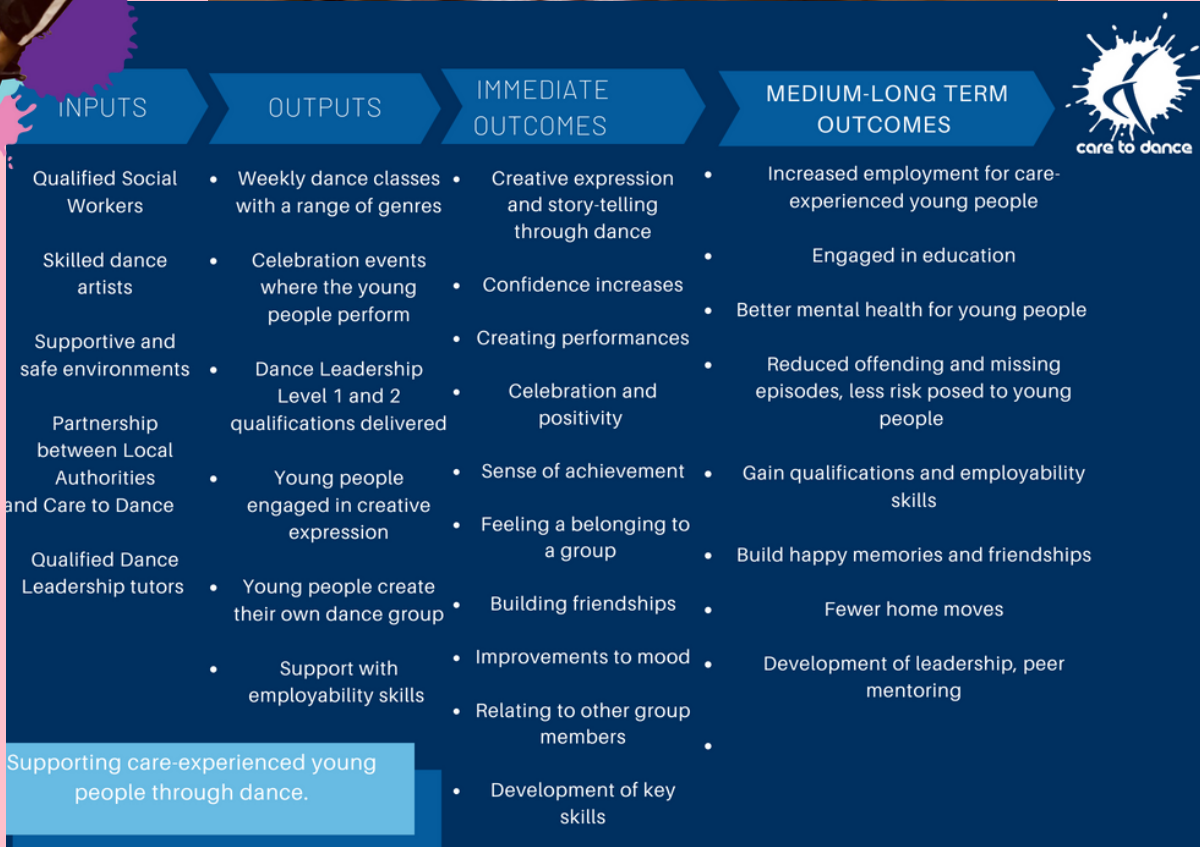 INPUTS
Qualified Social
Workers
Skilled dance
artists
Supportive and
safe environments
Partnership
between Local
Authorities
and Care to Dance
Qualified Dance
Leadership tutors
OUTPUTS
• Weekly dance classes
with a range of genres
• Celebration events
where the young
people perform
• Dance Leadership
Level 1 and 2
qualifications delivered
• Young people
engaged in creative
expression
• Young people create
their own dance group
• Support with
employability skills
IMMEDIATE
OUTCOMES
• Creative expression
and story-telling
through dance
• Confidence increases
• Creating performances
• Celebration and
positivity
• Sense of achievement
• Feeling a belonging to
a group
• Building friendships
• Improvements to mood
• Relating to other group
members
• Development of key
skills
MEDIUM-LONG TERM
OUTCOMES
• Increased employment for care-
experienced young people
• Engaged in education
• Better mental health for young people
• Reduced offending and missing
episodes, less risk posed to young
people
• Gain qualifications and employability
skills
• Build happy memories and friendships
• Fewer home moves
• Development of leadership, peer
mentoring
•
care to dance
Supporting care-experienced young
people through dance.